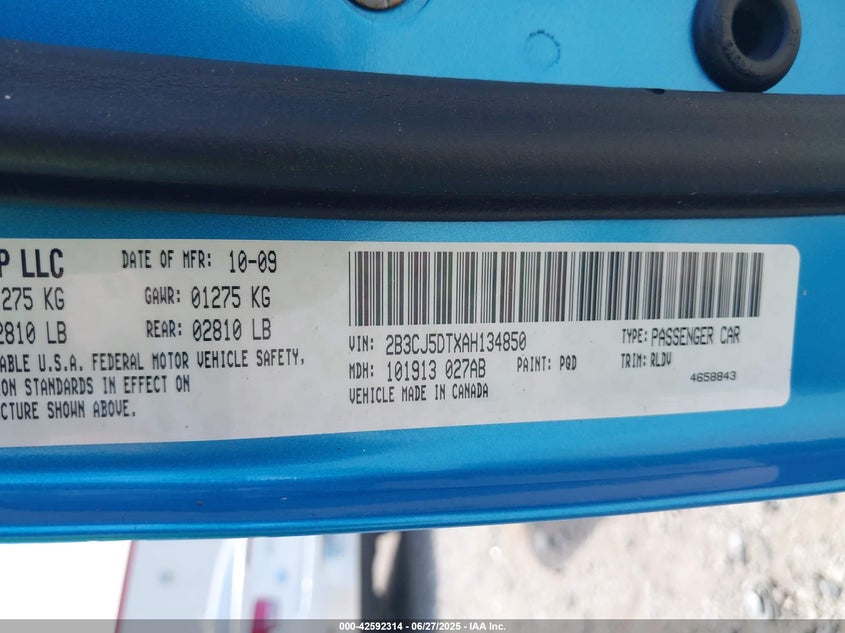 P LLC DATE OF MFR: 10-09
275 KG GAWR: 01275 KG
2810 LB REAR: 02810 LB
ABLE U.S.A. FEDERAL MOTOR VEHICLE SAFETY,
ON STANDARDS IN EFFECT ON
CTURE SHOWN ABOVE.
VIN: 2B3CJ5DTXAH134850 TYPE: PASSENGER CAR
MDH: 101913 027AB PAINT: PQD TRIM: RLDV
VEHICLE MADE IN CANADA 4658843
000-42592314 - 06/27/2025 - IAA Inc.